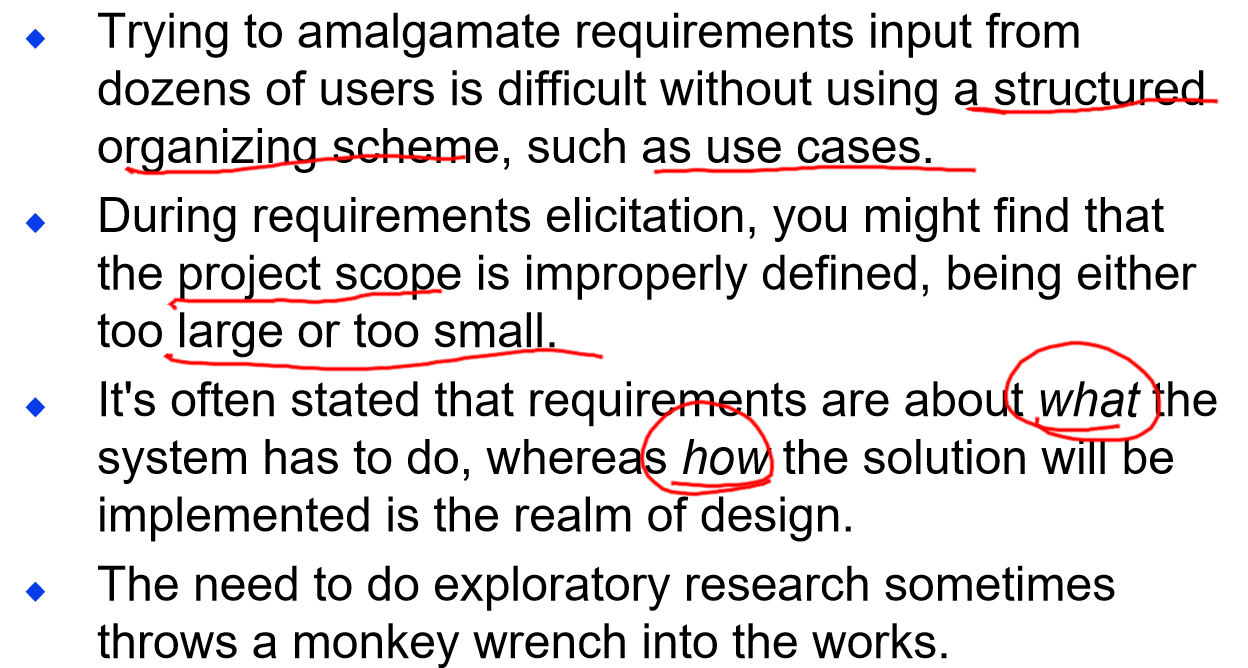 Trying to amalgamate requirements input from
dozens of users is difficult without using a structured
organizing scheme, such as use cases.
During requirements elicitation, you might find that
the project scope is improperly defined, being either
too large or too small.
It's often stated that requirements are about what the
system has to do, whereas how the solution will be
implemented is the realm of design.
The need to do exploratory research sometimes
throws a monkey wrench into the works.